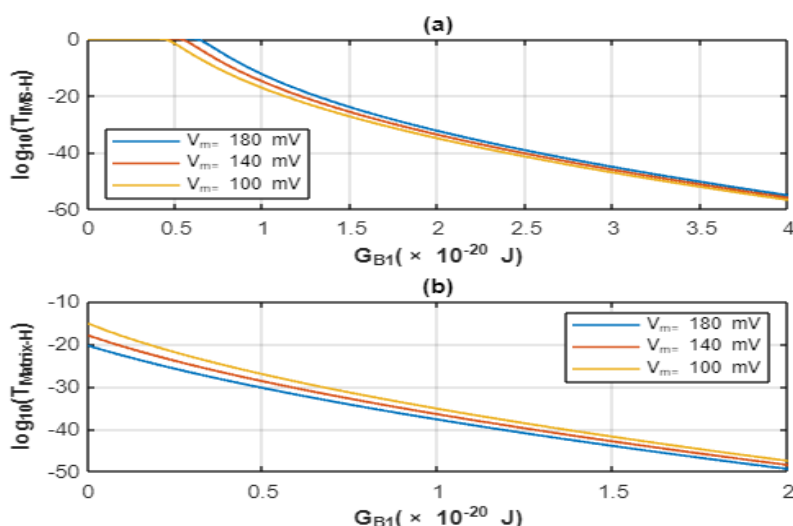 (a)
log10(TIMS-H)
0
-20
-40
-60
Vm= 180 mV
Vm= 140 mV
Vm= 100 mV
0 0.5 1 1.5 2 2.5 3 3.5 4
GB1( × 10-20 J)
(b)
log10(TMatrix-H)
-10
-20
-30
-40
-50
Vm= 180 mV
Vm= 140 mV
Vm= 100 mV
0 0.5 1 1.5 2
GB1( × 10-20 J)